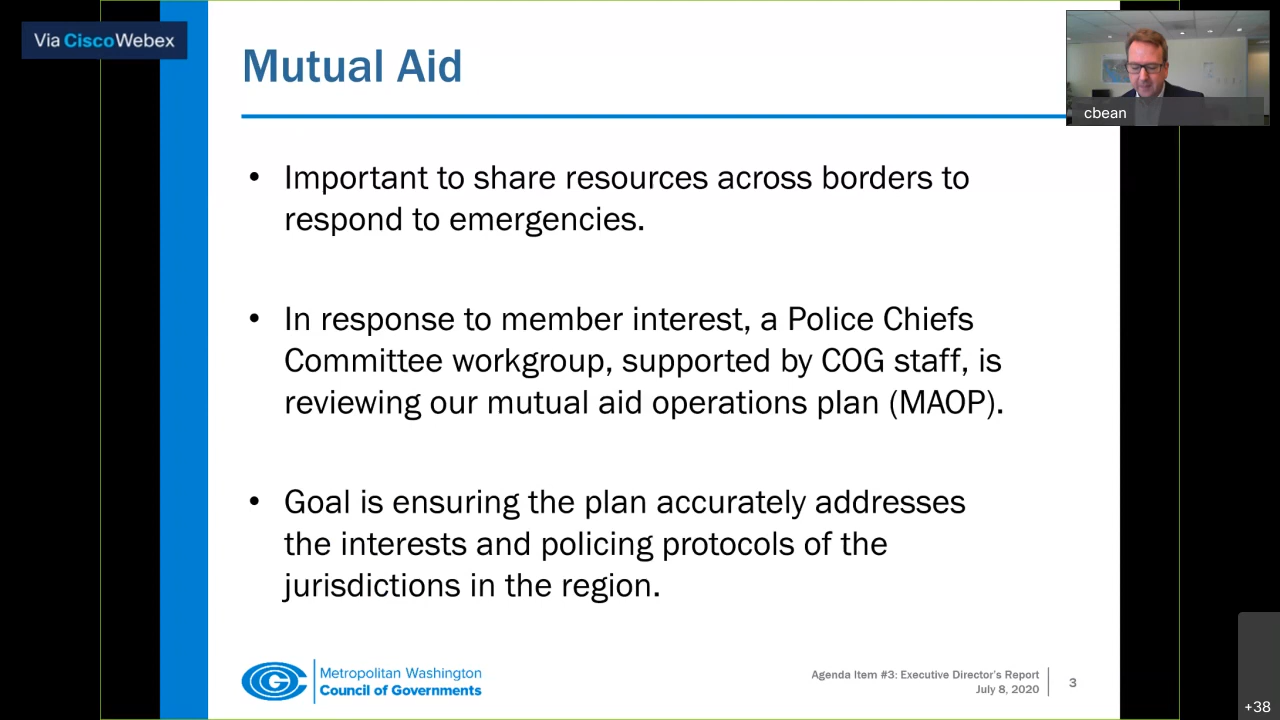 Via CiscoWebex
Mutual Aid
cbean
• Important to share resources across borders to
respond to emergencies.
• In response to member interest, a Police Chiefs
Committee workgroup, supported by COG staff, is
reviewing our mutual aid operations plan (MAOP).
• Goal is ensuring the plan accurately addresses
the interests and policing protocols of the
jurisdictions in the region.
Metropolitan Washington
Council of Governments
Agenda Item #3: Executive Director's Report
July 8, 2020
3
+38